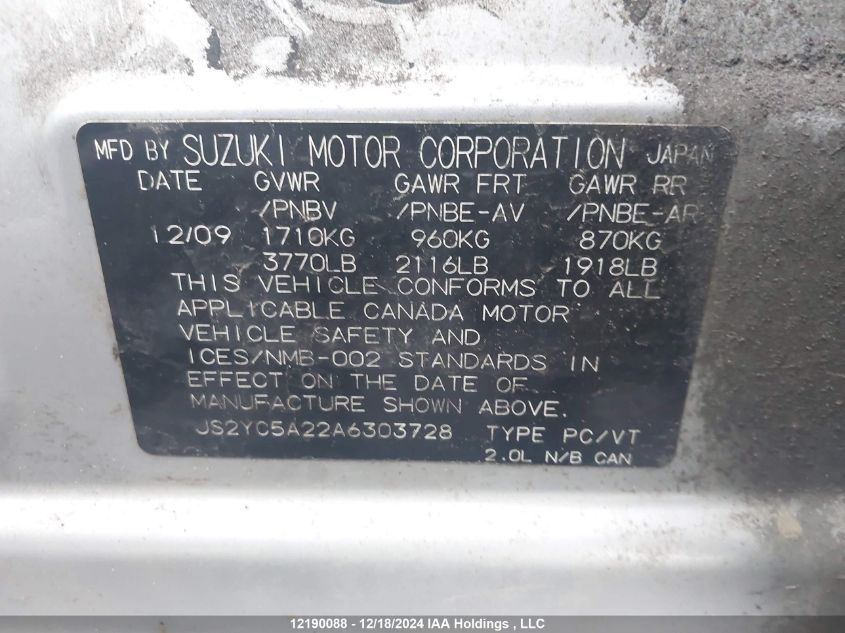 MFD BY SUZUKI MOTOR CORPORATION JAPAN
DATE GVWR GAWR FRT GAWR RR
/PNBV /PNBE-AV /PNBE-AR
12/09 1710KG 960KG 870KG
3770LB 2116LB 1918LB
THIS VEHICLE CONFORMS TO ALL
APPLICABLE CANADA MOTOR
VEHICLE SAFETY AND
ICES/NMB-002 STANDARDS IN
EFFECT ON THE DATE OF
MANUFACTURE SHOWN ABOVE.
JS2YC5A22A6303728 TYPE PC/VT
2.0L N/B CAN
12190088 - 12/18/2024 IAA Holdings , LLC